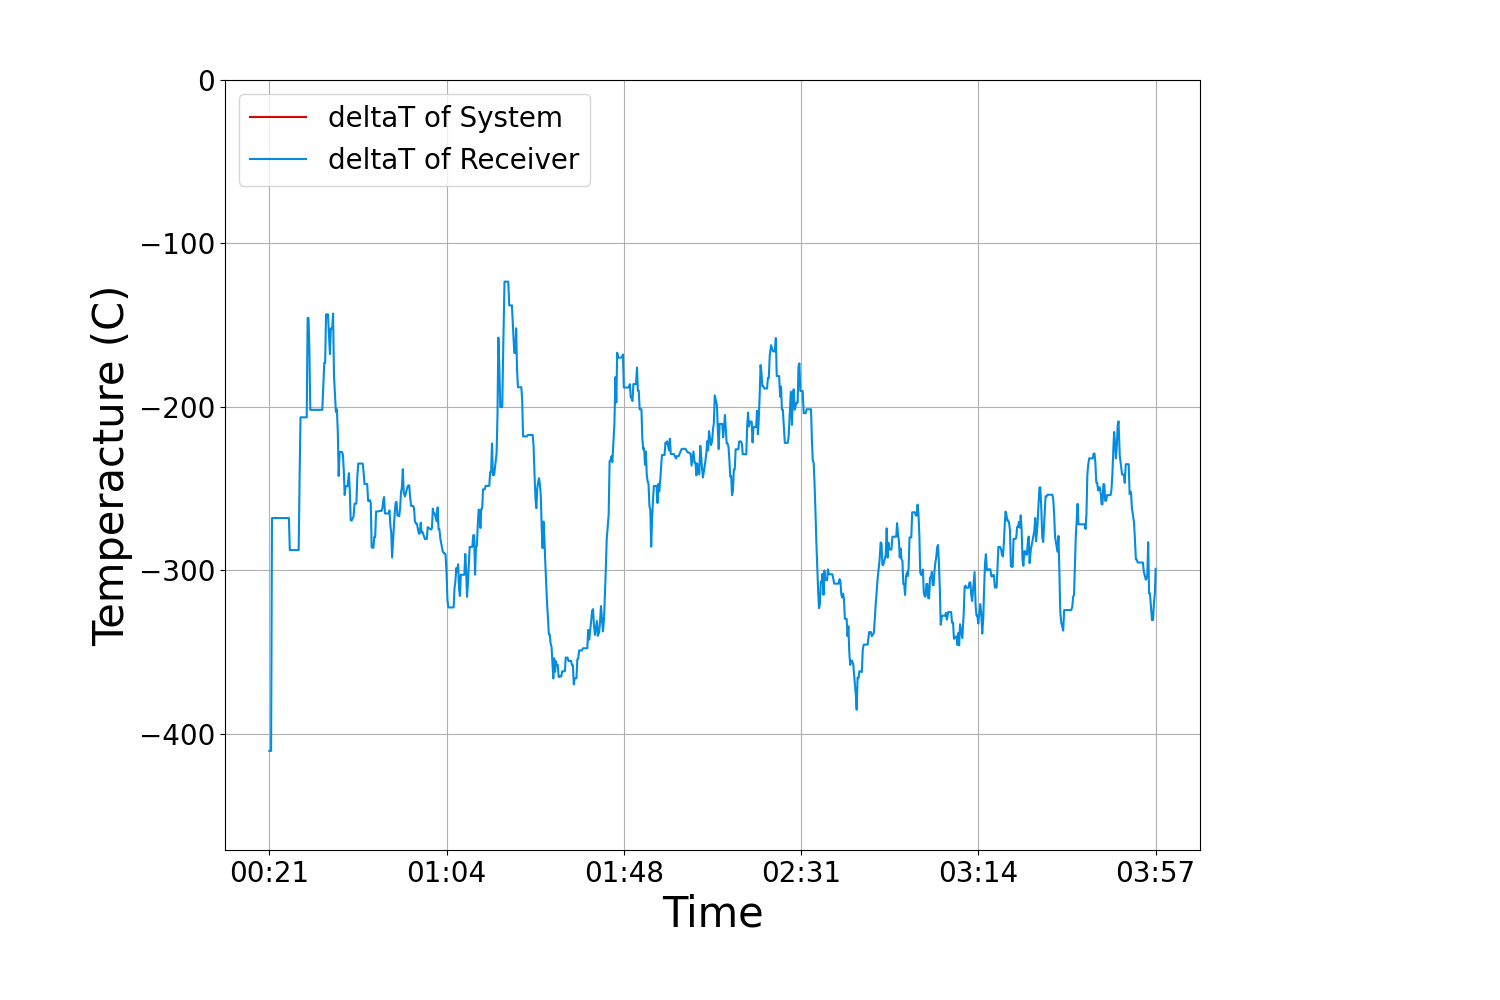 0
deltaT of System
deltaT of Receiver
−100
−200
−300
−400
Temperacture (C)
00:21 01:04 01:48 02:31 03:14 03:57
Time